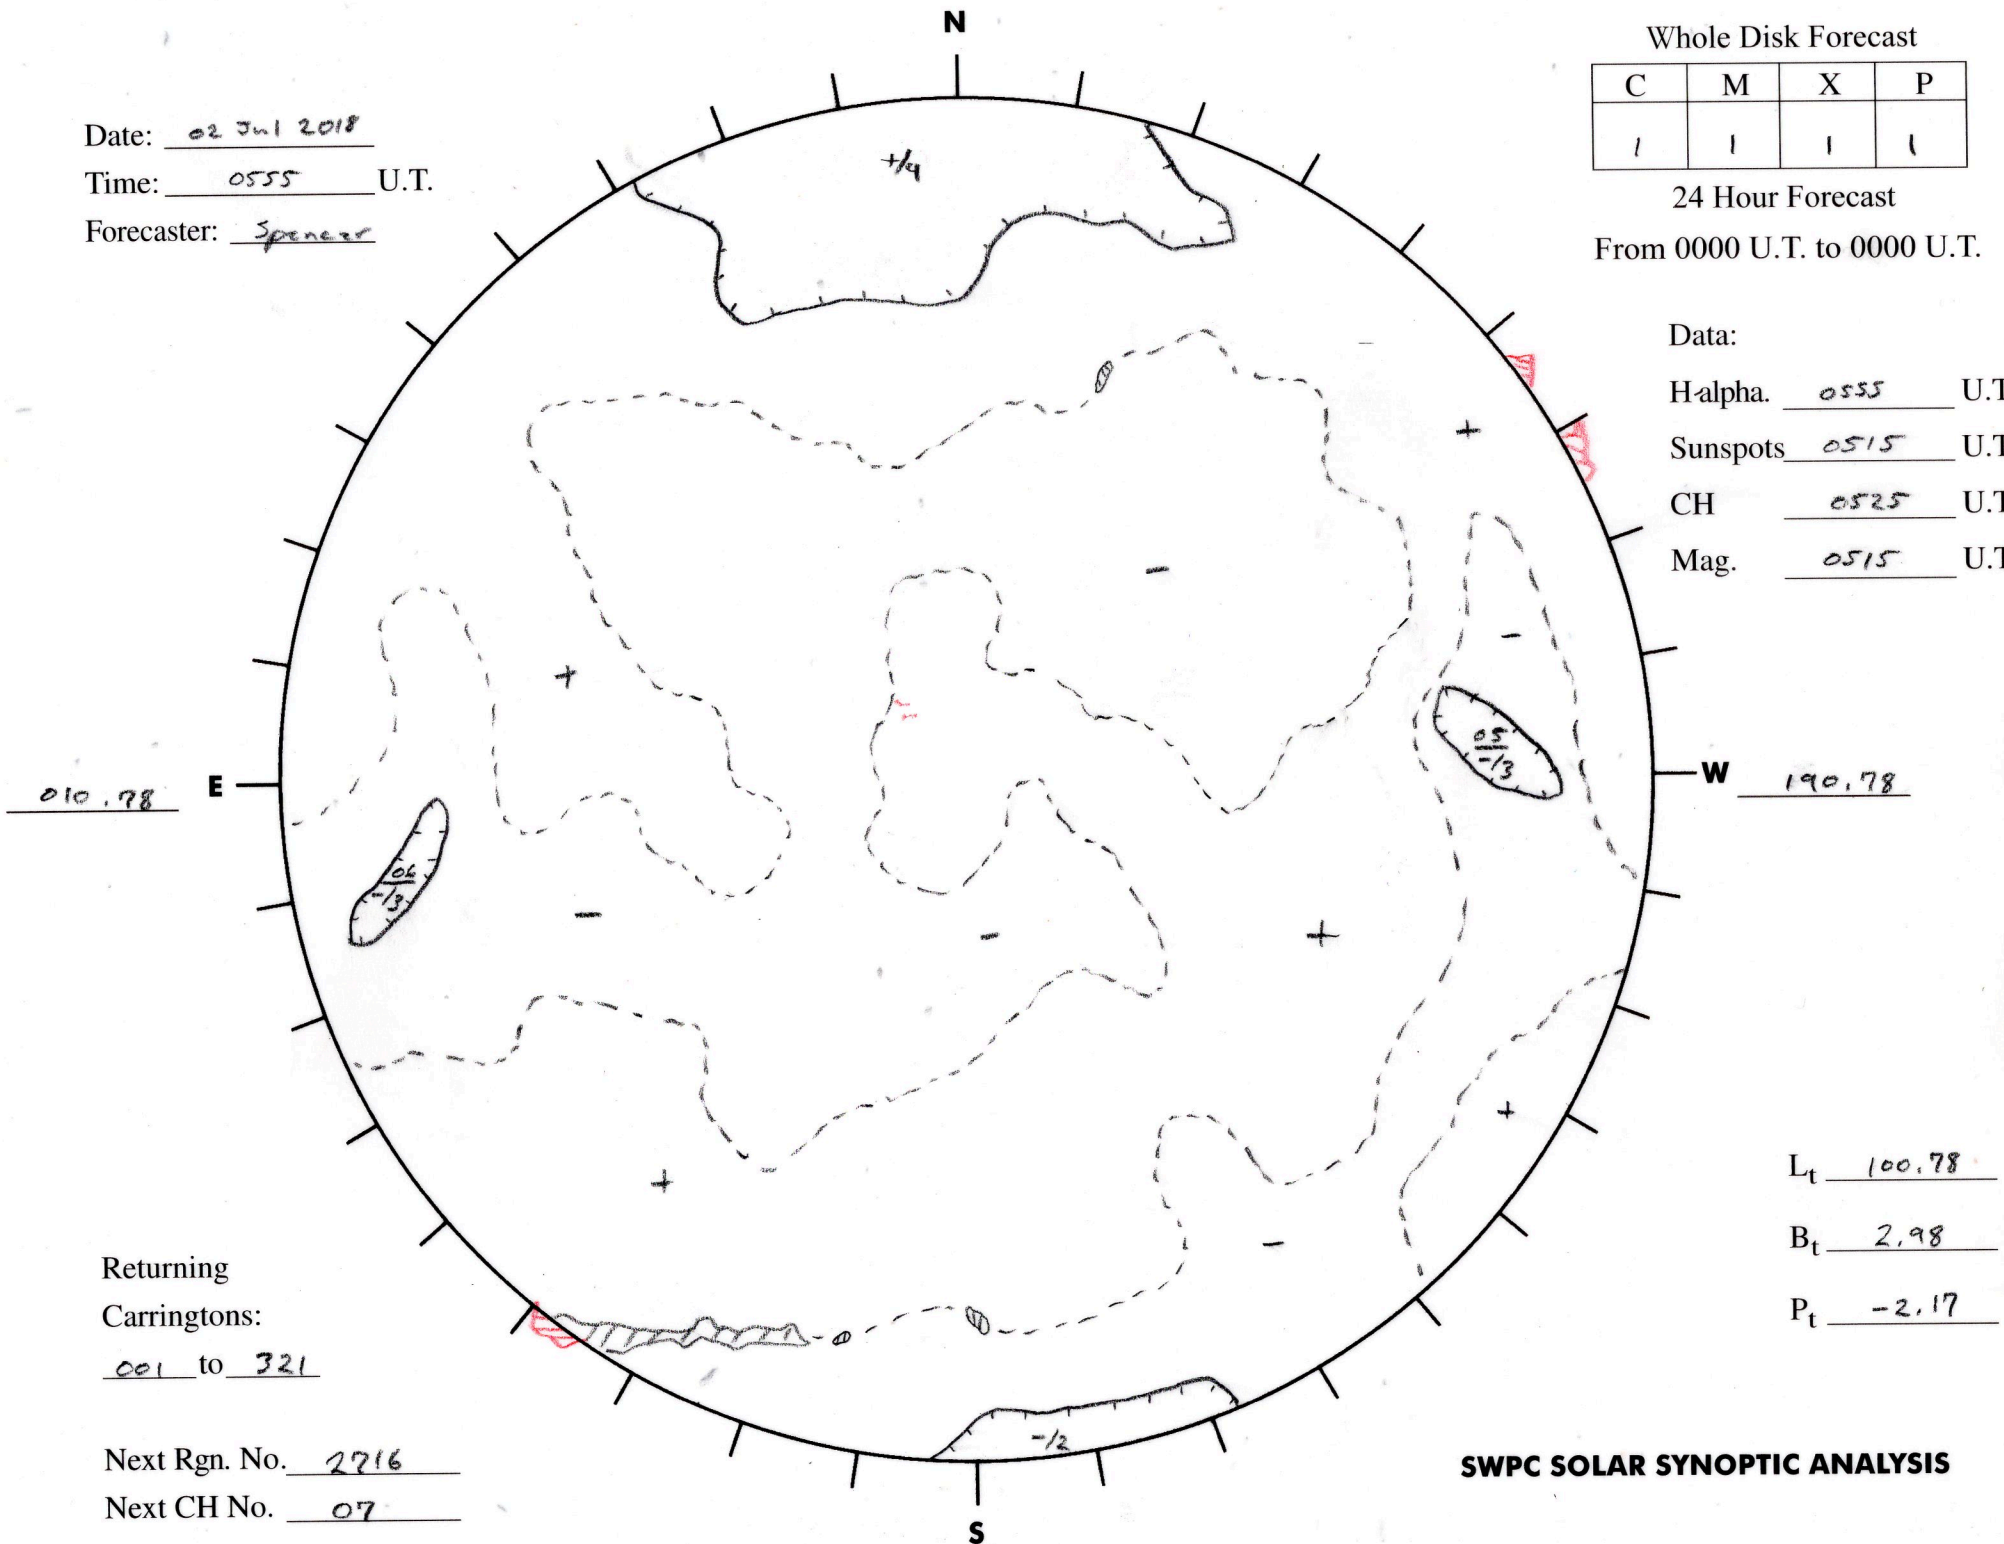 N
Whole Disk Forecast
C M X P
1 1 1 1
24 Hour Forecast
From 0000 U.T. to 0000 U.T.
Date: 02 Jul 2018
Time: 0555 U.T.
Forecaster: Spencer
+/4
Data:
H-alpha. 0555 U.T
Sunspots 0515 U.T
CH 0525 U.T
Mag. 0515 U.T
+
-
-
+
05
-/3
010.78 E
W 190.78
06
-/3
-
-
+
+
+
-
Lt 100.78
Bt 2.98
Pt -2.17
Returning
Carringtons:
001 to 321
-/2
Next Rgn. No. 2716
Next CH No. 07
SWPC SOLAR SYNOPTIC ANALYSIS
S